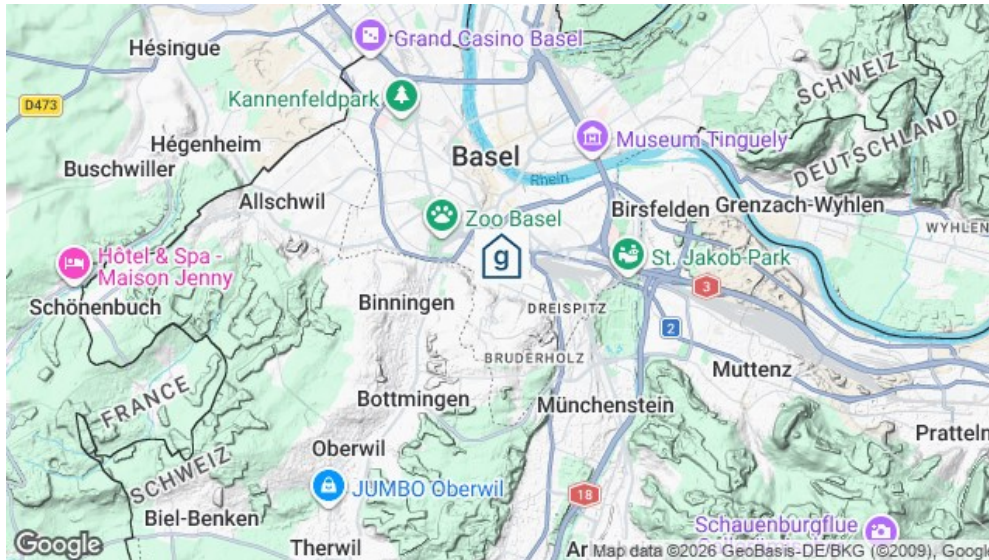 Hésingue
Grand Casino Basel
SCHWEIZ
D473
Kannenfeldpark
DEUTSCHLAND
Hégenheim
Museum Tinguely
Buschwiller
Basel
Rhein
Allschwil
Birsfelden
Grenzach-Wyhlen
Zoo Basel
WYHLEN
Hôtel & Spa -
Maison Jenny
g
St. Jakob-Park
3
Schönenbuch
Binningen
DREISPITZ
2
BRUDERHOLZ
Muttenz
FRANCE
Bottmingen
Münchenstein
Pratteln
Oberwil
SCHWEIZ
JUMBO Oberwil
18
Biel-Benken
Schauenburgflue
Therwil
Google
Map data ©2026 GeoBasis-DE/BKG (©2009), Google